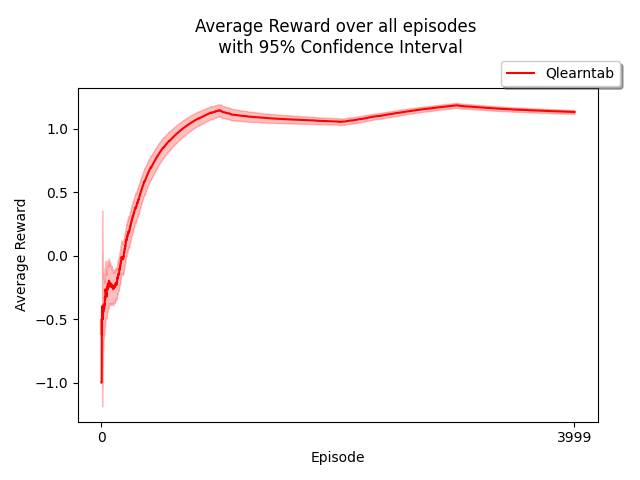 Average Reward over all episodes
with 95% Confidence Interval
Qlearntab
1.0
0.5
0.0
−0.5
−1.0
Average Reward
0
3999
Episode